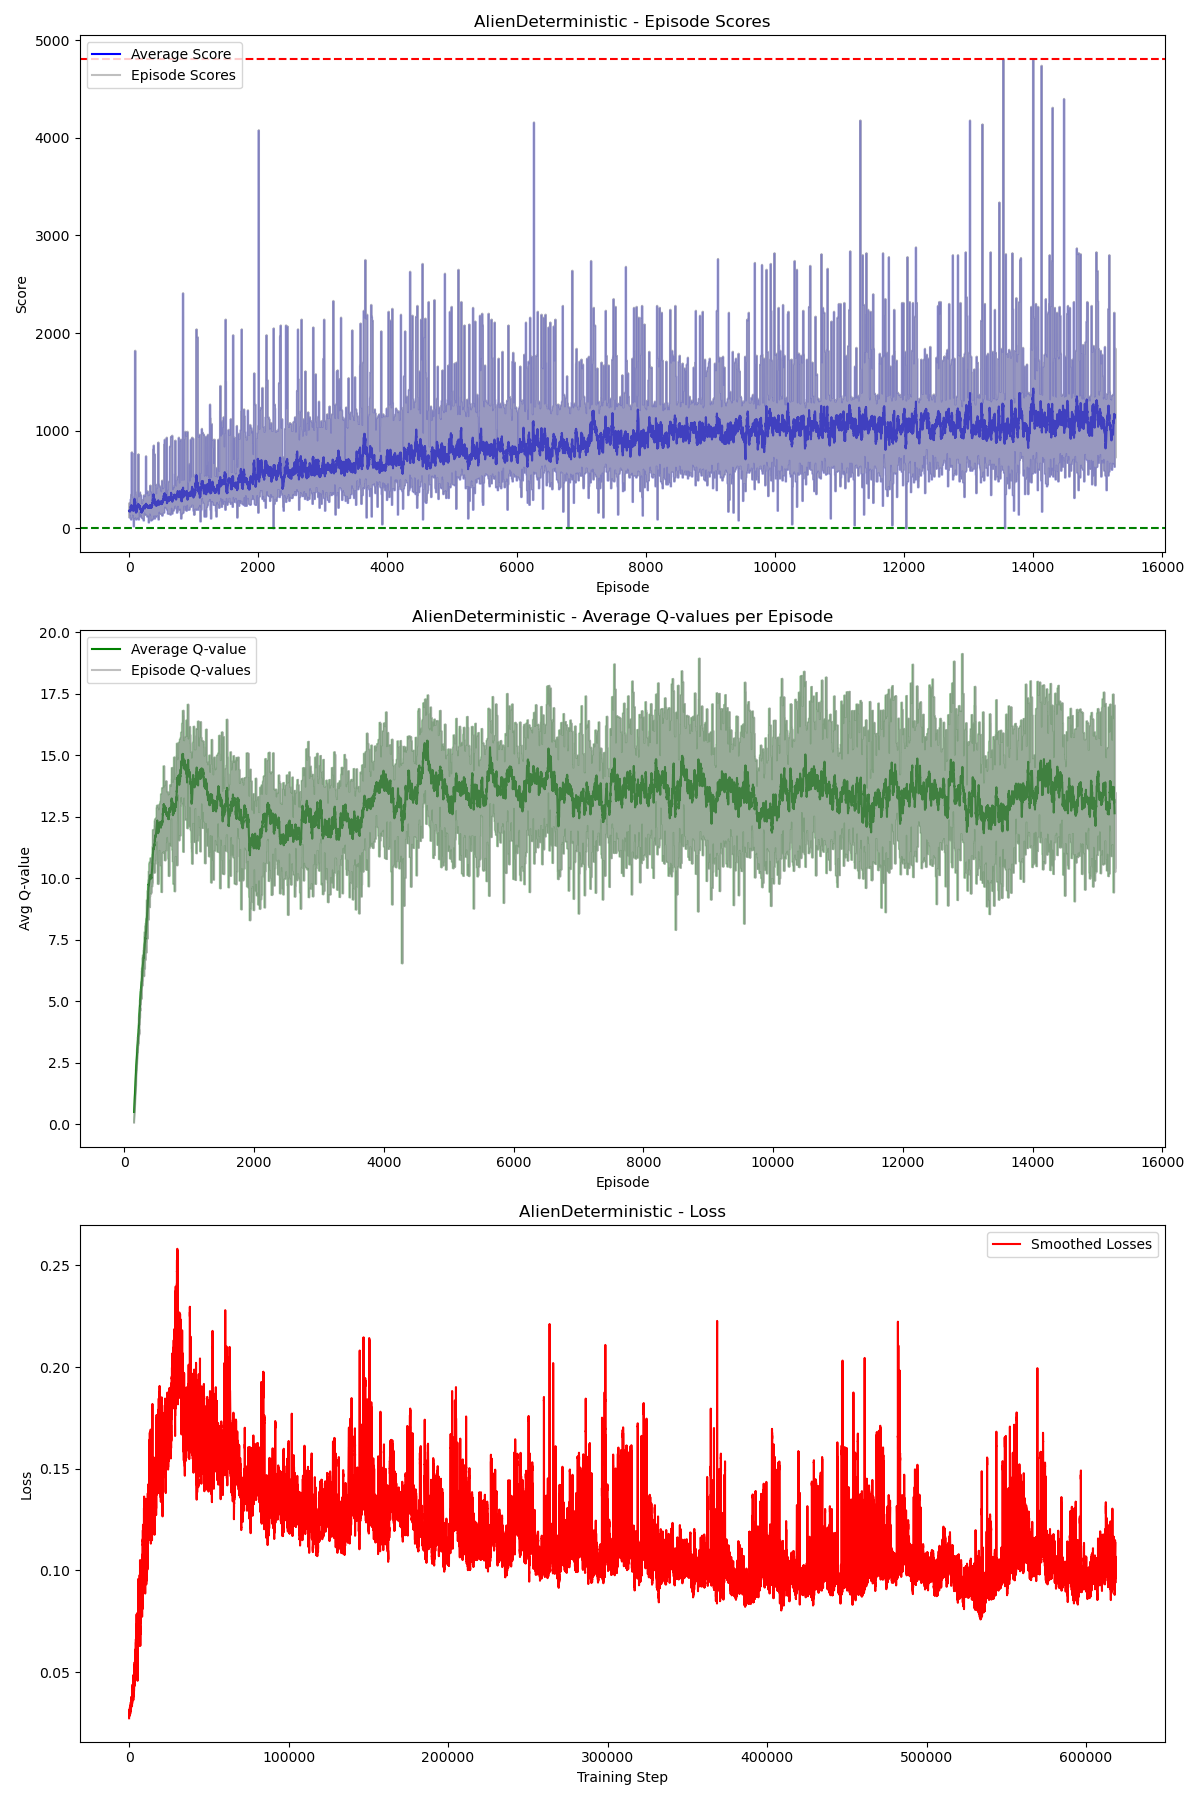 AlienDeterministic - Episode Scores
Average Score
Episode Scores
5000
4000
3000
2000
1000
0
Score
0 2000 4000 6000 8000 10000 12000 14000 16000
Episode
AlienDeterministic - Average Q-values per Episode
Average Q-value
Episode Q-values
20.0
17.5
15.0
12.5
10.0
7.5
5.0
2.5
0.0
Avg Q-value
0 2000 4000 6000 8000 10000 12000 14000 16000
Episode
AlienDeterministic - Loss
Smoothed Losses
0.25
0.20
0.15
0.10
0.05
Loss
0 100000 200000 300000 400000 500000 600000
Training Step